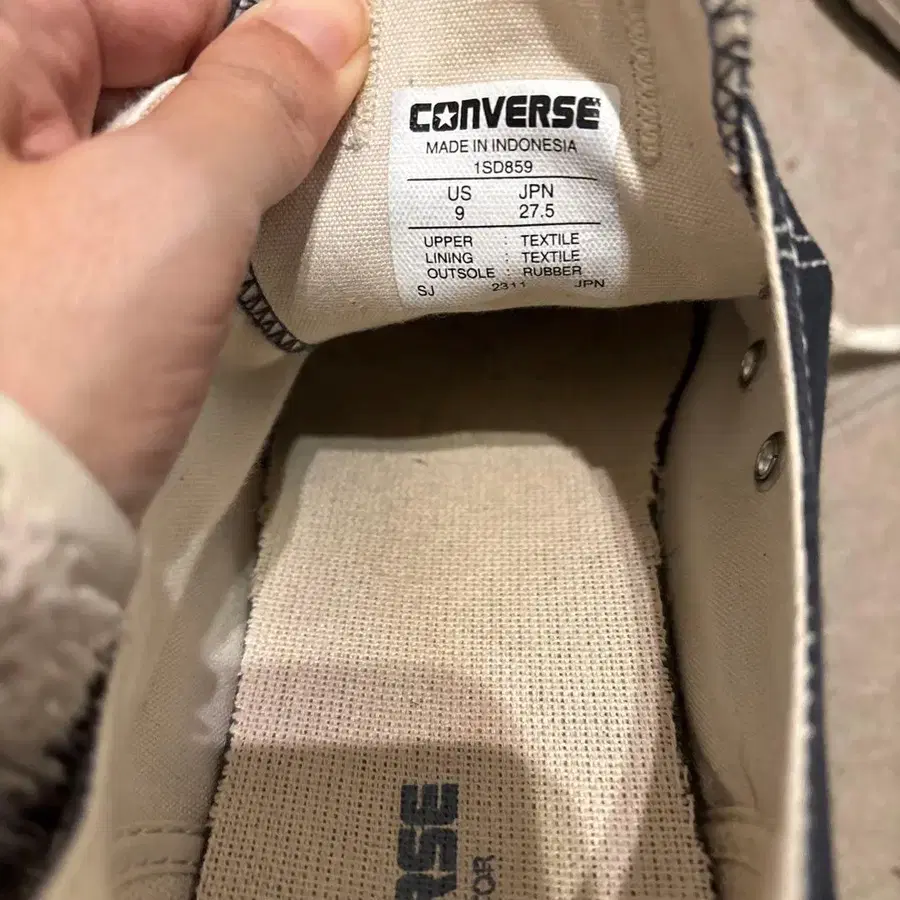 CONVERSE
MADE IN INDONESIA
1SD859
US JPN
9 27.5
UPPER : TEXTILE
LINING : TEXTILE
OUTSOLE : RUBBER
SJ 2311 JPN